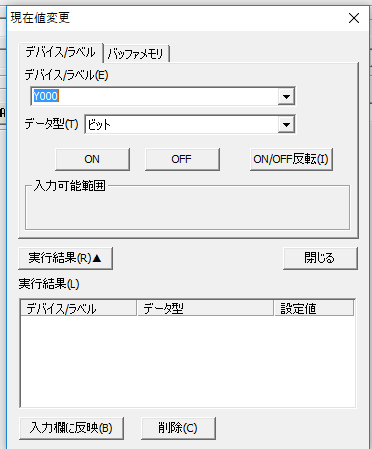 現在値変更
デバイス/ラベル バッファメモリ
デバイス/ラベル(E)
Y000
データ型(T) ビット
ON OFF ON/OFF反転(I)
入力可能範囲
実行結果(R)▲ 閉じる
実行結果(L)
デバイス/ラベル データ型 設定値
入力欄に反映(B) 削除(C)